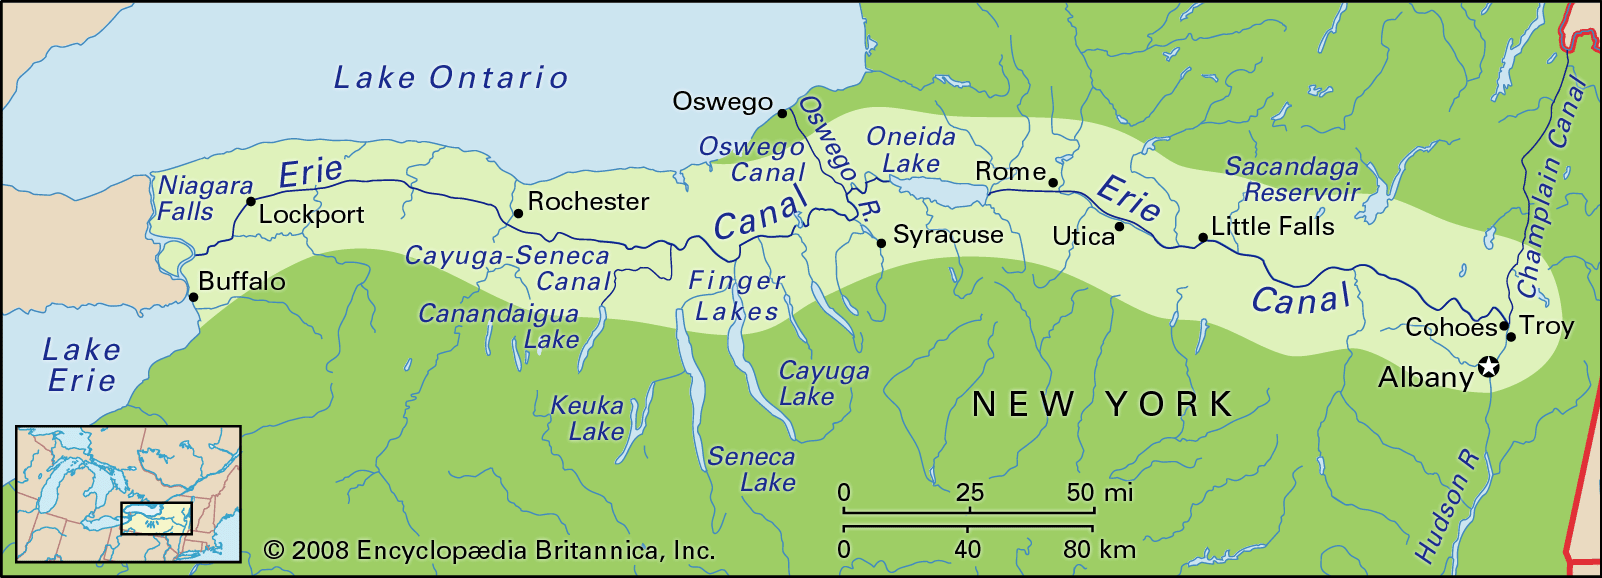 Lake Ontario
Oswego
Oswego R.
Oswego
Canal
Oneida
Lake
Rome
Erie
Sacandaga
Reservoir
Champlain Canal
Erie
Niagara
Falls
Lockport
Rochester
Canal
Syracuse
Utica
Little Falls
Buffalo
Cayuga-Seneca
Canal
Finger
Lakes
Canal
Canandaigua
Lake
Cohoes
Troy
Albany
Lake
Erie
Cayuga
Lake
Keuka
Lake
NEW YORK
Seneca
Lake
Hudson R
0 25 50 mi
0 40 80 km
© 2008 Encyclopædia Britannica, Inc.